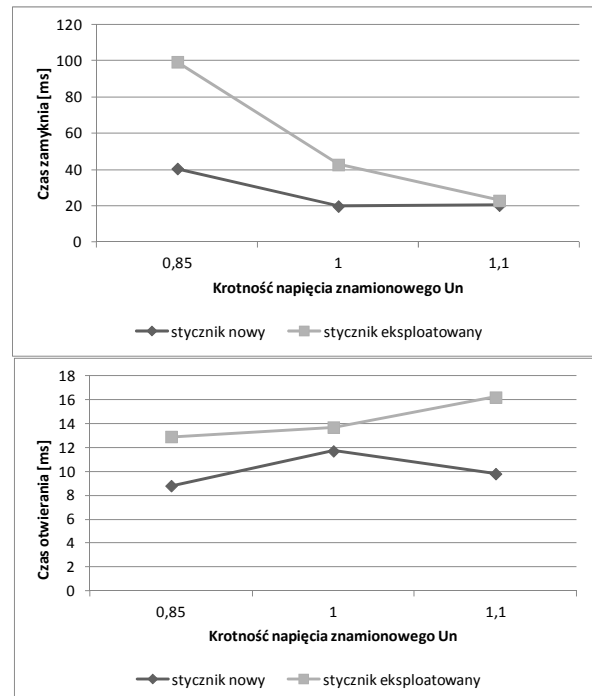 120
100
80
60
40
20
0
Czas zamyknia [ms]
0,85 1 1,1
Krotność napięcia znamionowego Un
stycznik nowy stycznik eksploatowany
18
16
14
12
10
8
6
4
2
0
Czas otwierania [ms]
0,85 1 1,1
Krotność napięcia znamionowego Un
stycznik nowy stycznik eksploatowany